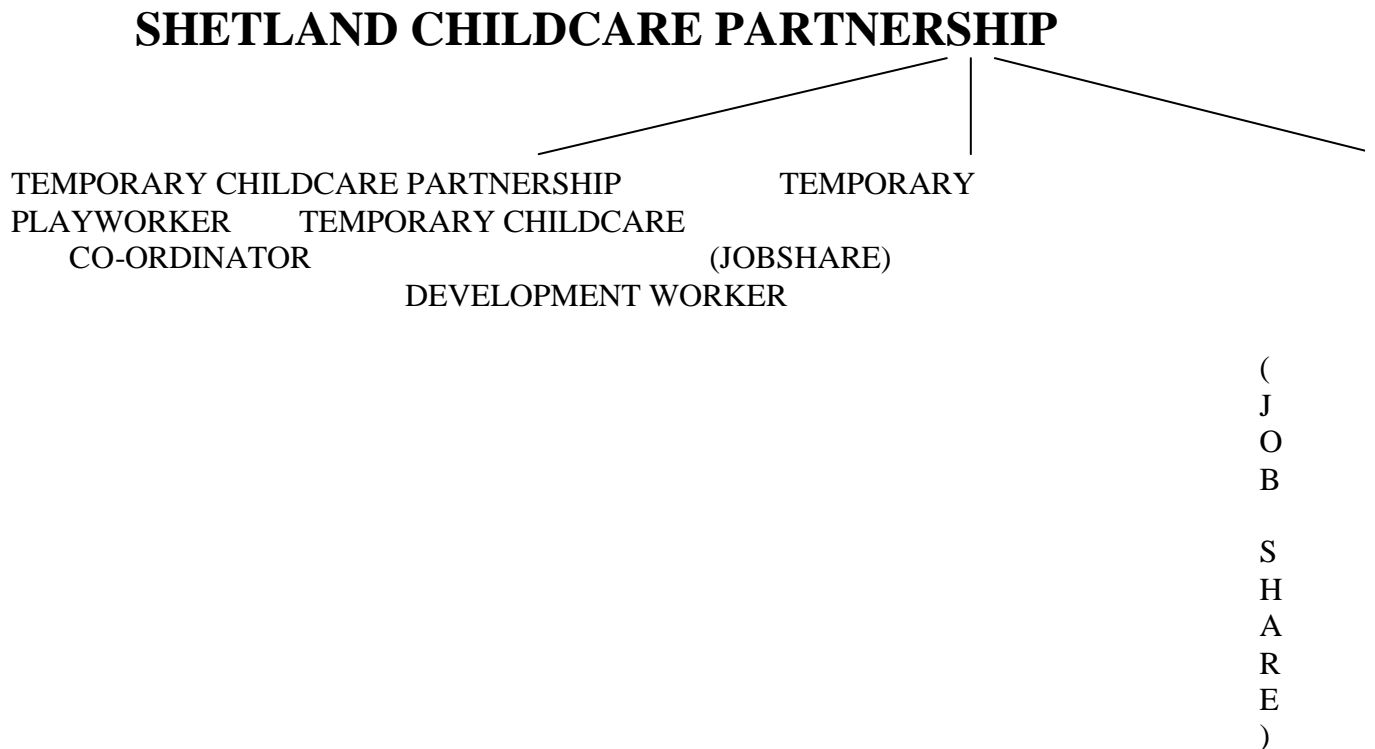 SHETLAND CHILDCARE PARTNERSHIP
TEMPORARY CHILDCARE PARTNERSHIP TEMPORARY
PLAYWORKER TEMPORARY CHILDCARE
CO-ORDINATOR (JOBSHARE)
DEVELOPMENT WORKER
(
J
O
B
S
H
A
R
E
)